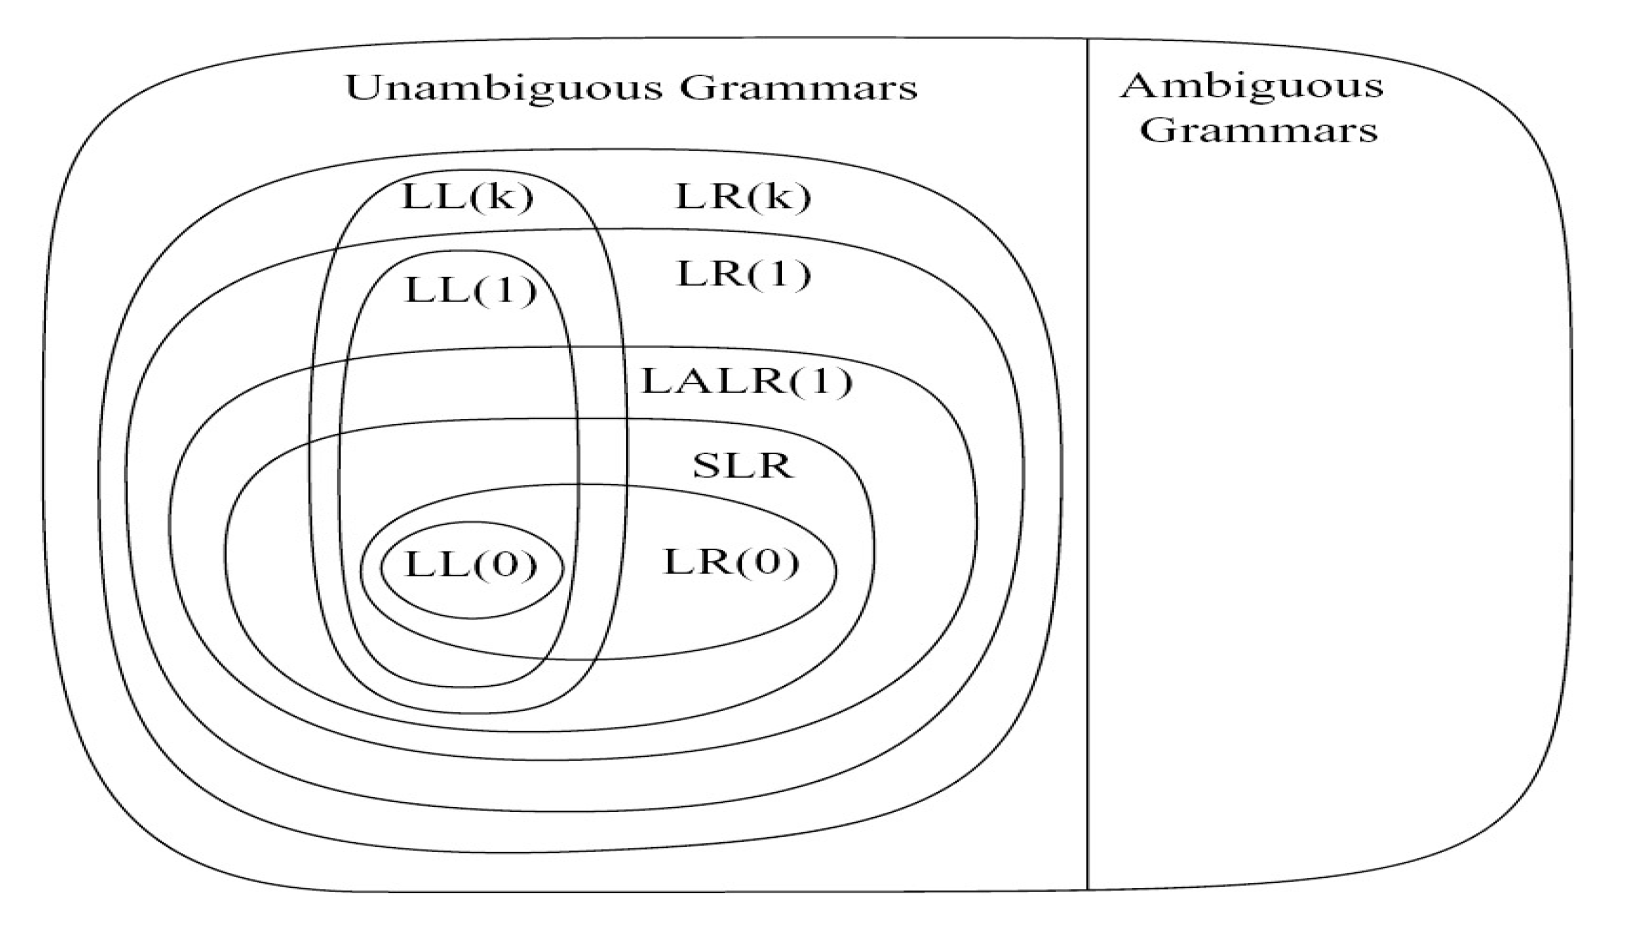 Unambiguous Grammars
Ambiguous
Grammars
LL(k)
LR(k)
LL(1)
LR(1)
LALR(1)
SLR
LL(0)
LR(0)